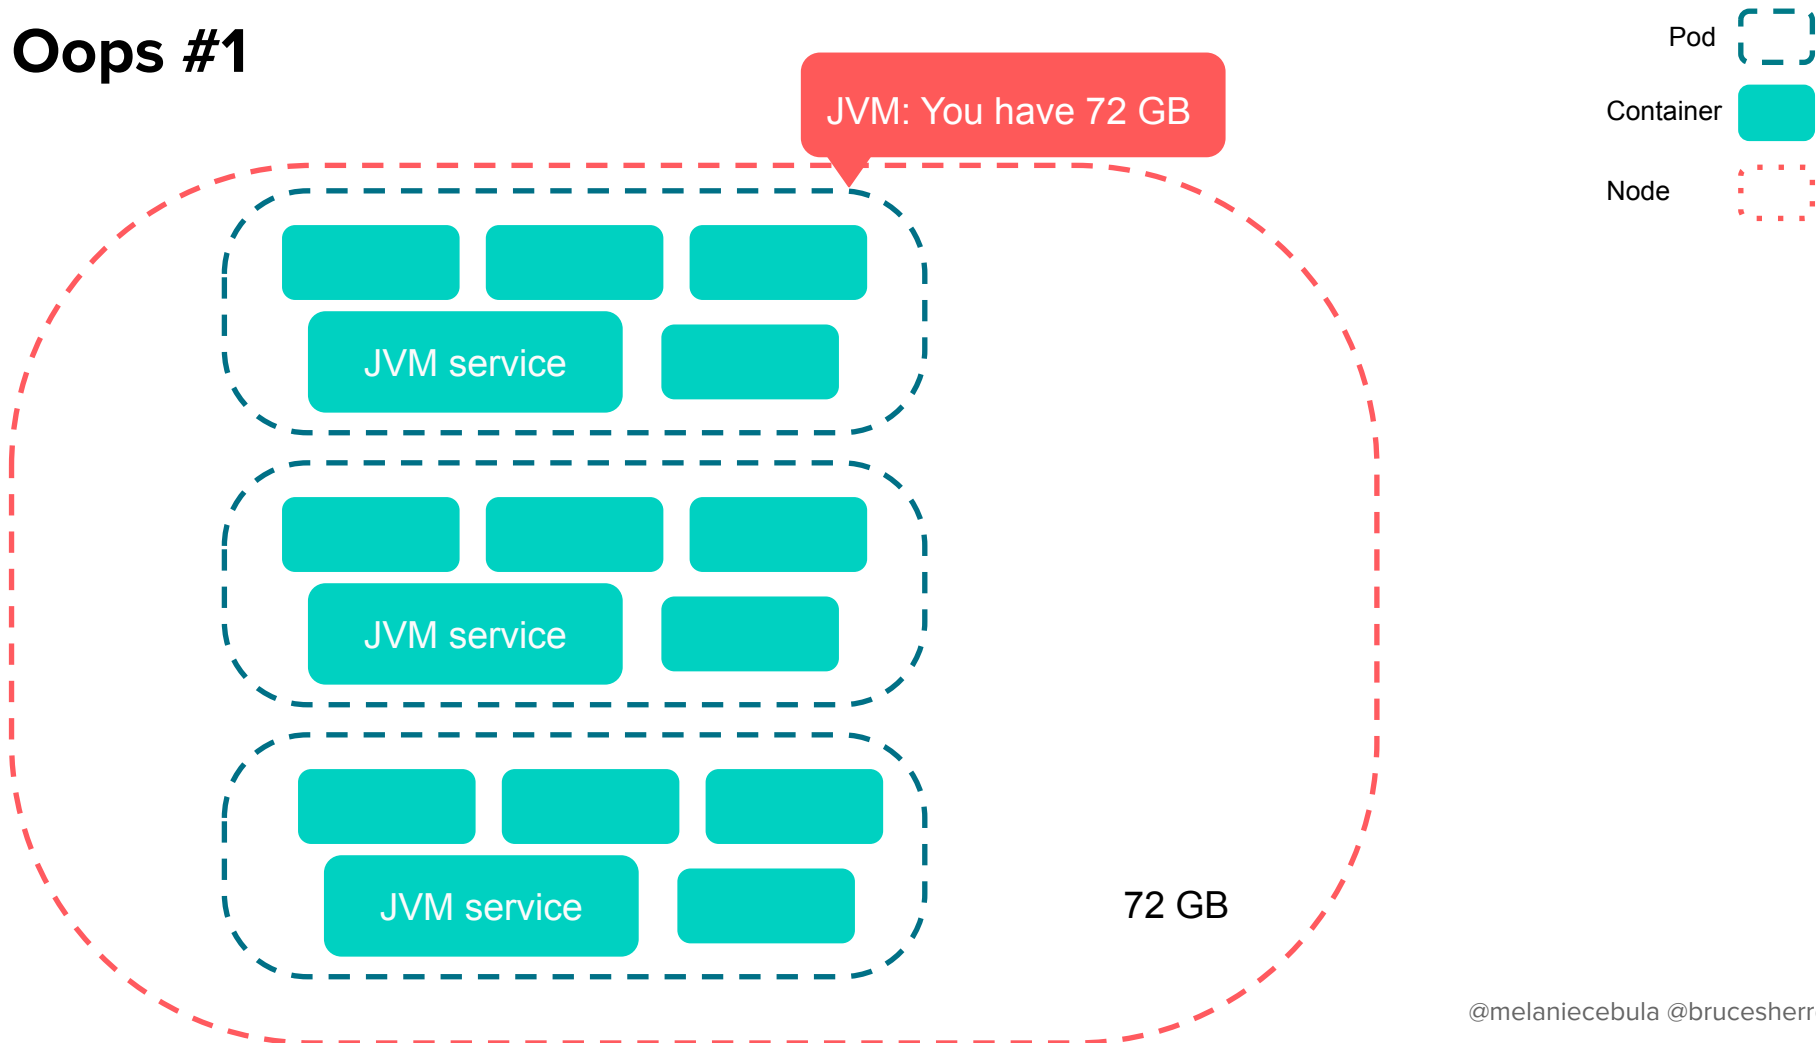 Oops #1
Pod
JVM: You have 72 GB
Container
Node
JVM service
JVM service
JVM service
72 GB
@melaniecebula @brucesherr